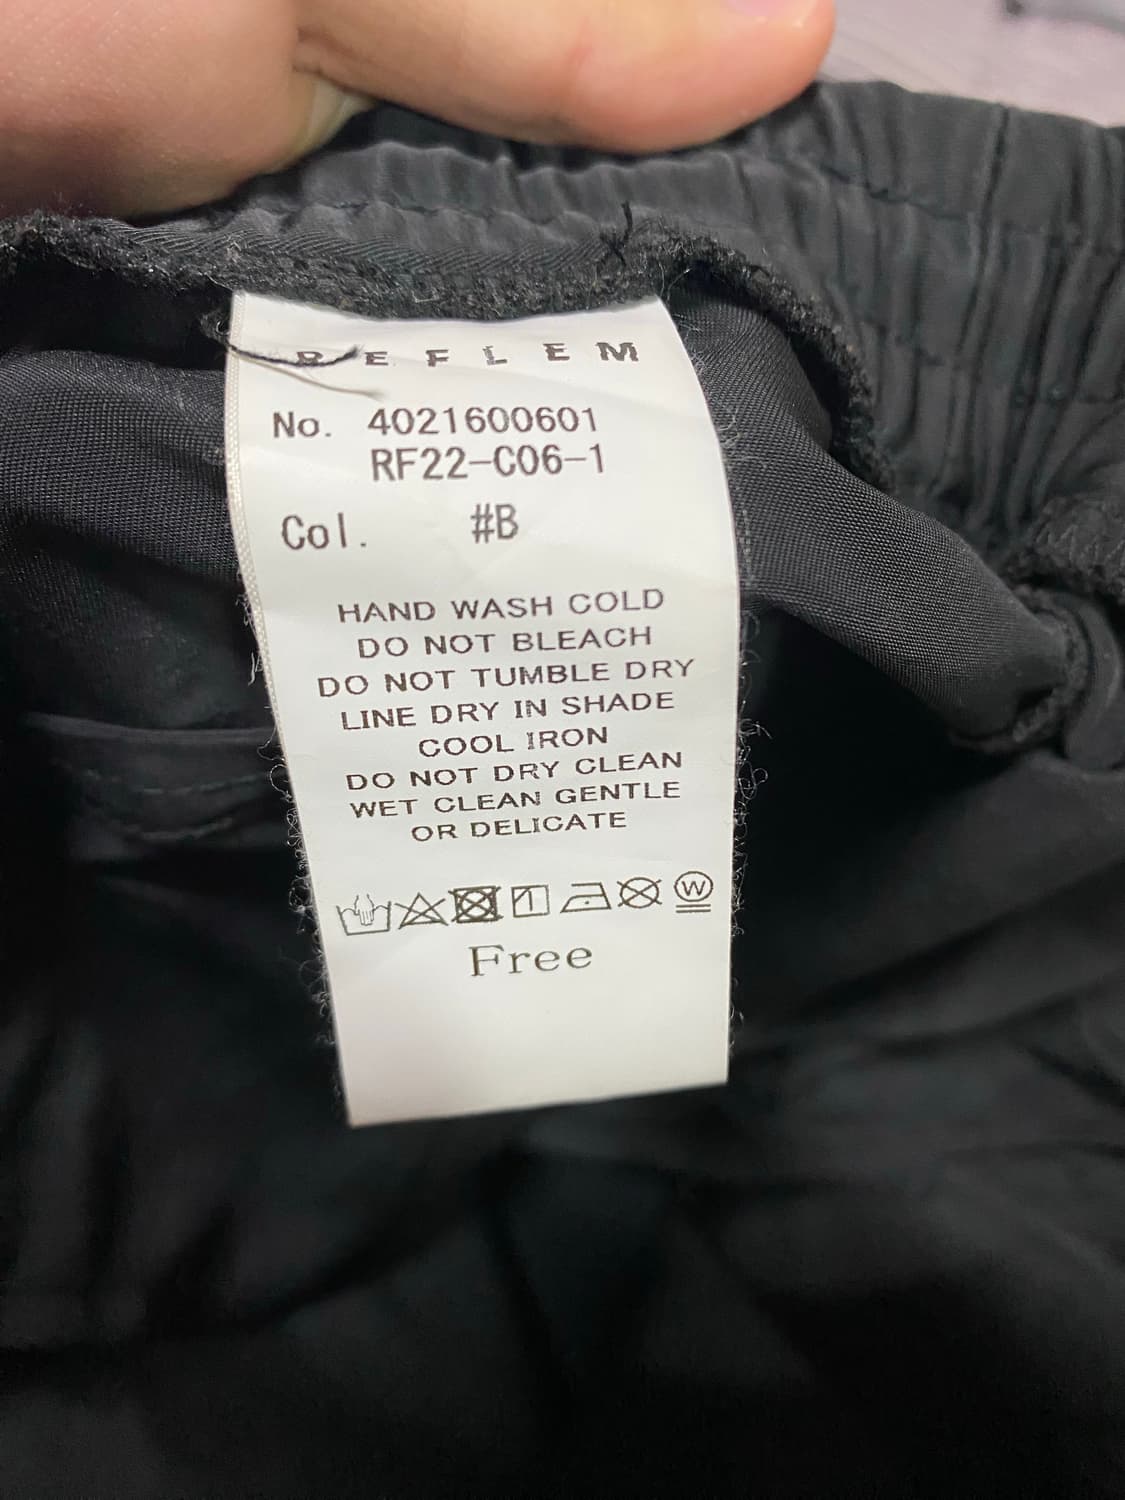 REFLEM
No. 4021600601
RF22-C06-1
Col. #B
HAND WASH COLD
DO NOT BLEACH
DO NOT TUMBLE DRY
LINE DRY IN SHADE
COOL IRON
DO NOT DRY CLEAN
WET CLEAN GENTLE
OR DELICATE
W
Free